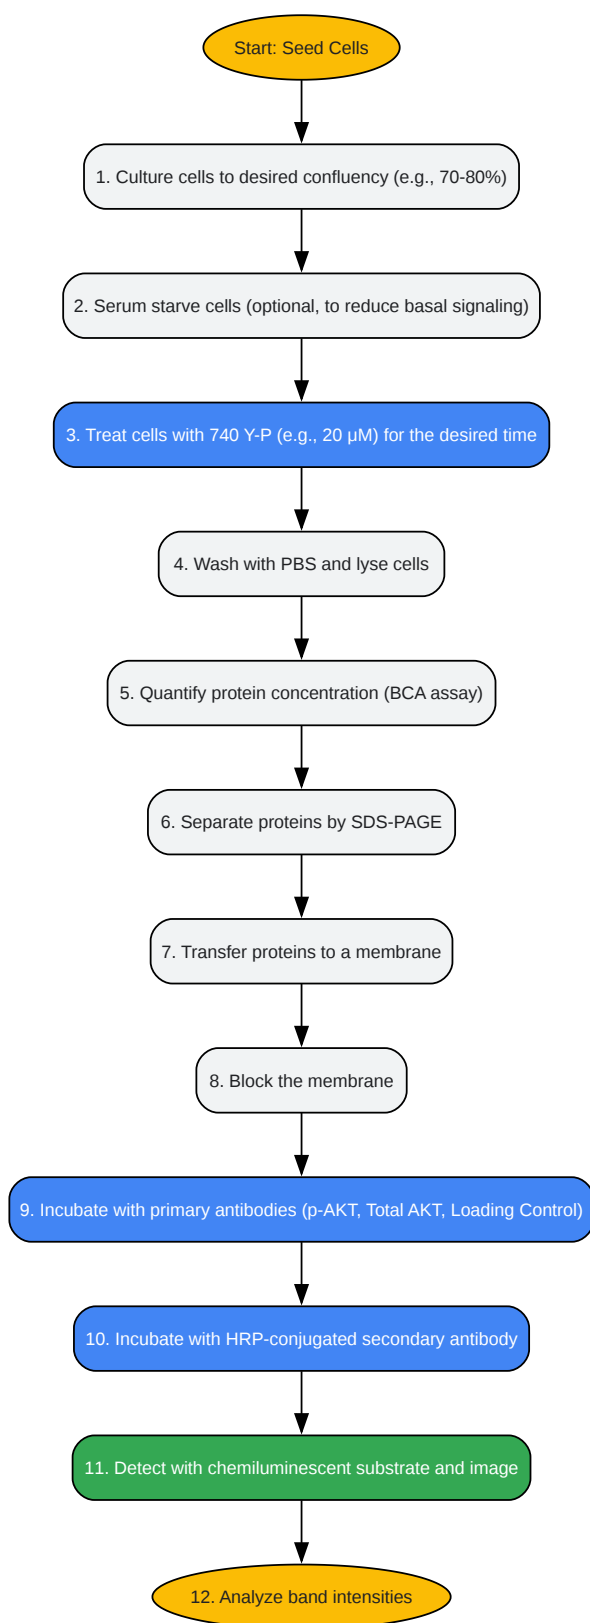 Start: Seed Cells
1. Culture cells to desired confluency (e.g., 70-80%)
2. Serum starve cells (optional, to reduce basal signaling)
3. Treat cells with 740 Y-P (e.g., 20 μM) for the desired time
4. Wash with PBS and lyse cells
5. Quantify protein concentration (BCA assay)
6. Separate proteins by SDS-PAGE
7. Transfer proteins to a membrane
8. Block the membrane
9. Incubate with primary antibodies (p-AKT, Total AKT, Loading Control)
10. Incubate with HRP-conjugated secondary antibody
11. Detect with chemiluminescent substrate and image
12. Analyze band intensities